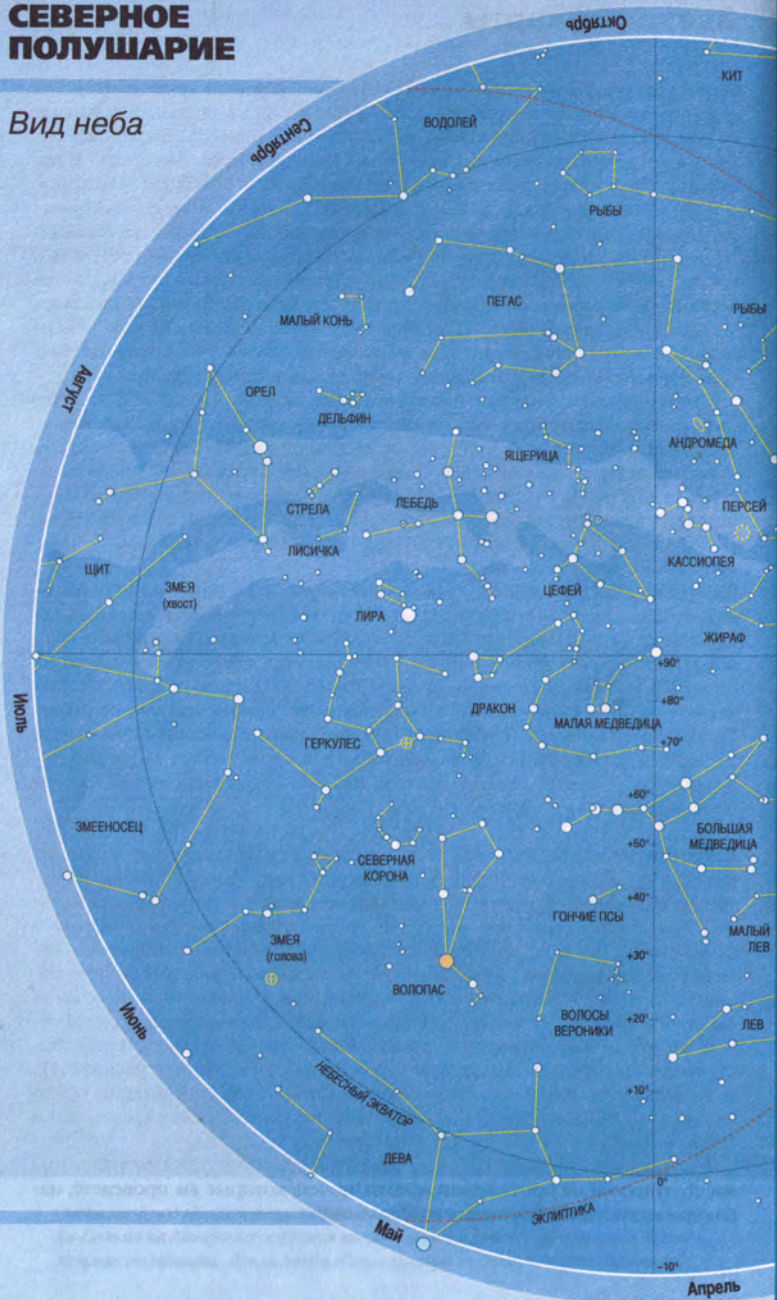 СЕВЕРНОЕ
ПОЛУШАРИЕ
Вид неба
Октябрь
Сентябрь
Август
Июль
Июнь
Май
Апрель
КИТ
ВОДОЛЕЙ
РЫБЫ
ПЕГАС
РЫБЫ
МАЛЫЙ КОНЬ
ОРЕЛ
ДЕЛЬФИН
АНДРОМЕДА
ЯЩЕРИЦА
СТРЕЛА
ЛЕБЕДЬ
ПЕРСЕЙ
ЛИСИЧКА
КАССИОПЕЯ
ЩИТ
ЗМЕЯ
(хвост)
ЦЕФЕЙ
ЛИРА
ЖИРАФ
+90°
ДРАКОН
+80°
МАЛАЯ МЕДВЕДИЦА
+70°
ГЕРКУЛЕС
+60°
ЗМЕЕНОСЕЦ
БОЛЬШАЯ
МЕДВЕДИЦА
+50°
СЕВЕРНАЯ
КОРОНА
+40°
ГОНЧИЕ ПСЫ
МАЛЫЙ
ЛЕВ
ЗМЕЯ
(голова)
+30°
ВОЛОПАС
ВОЛОСЫ
ВЕРОНИКИ
+20°
ЛЕВ
+10°
НЕБЕСНЫЙ ЭКВАТОР
ДЕВА
0°
ЭКЛИПТИКА
−10°